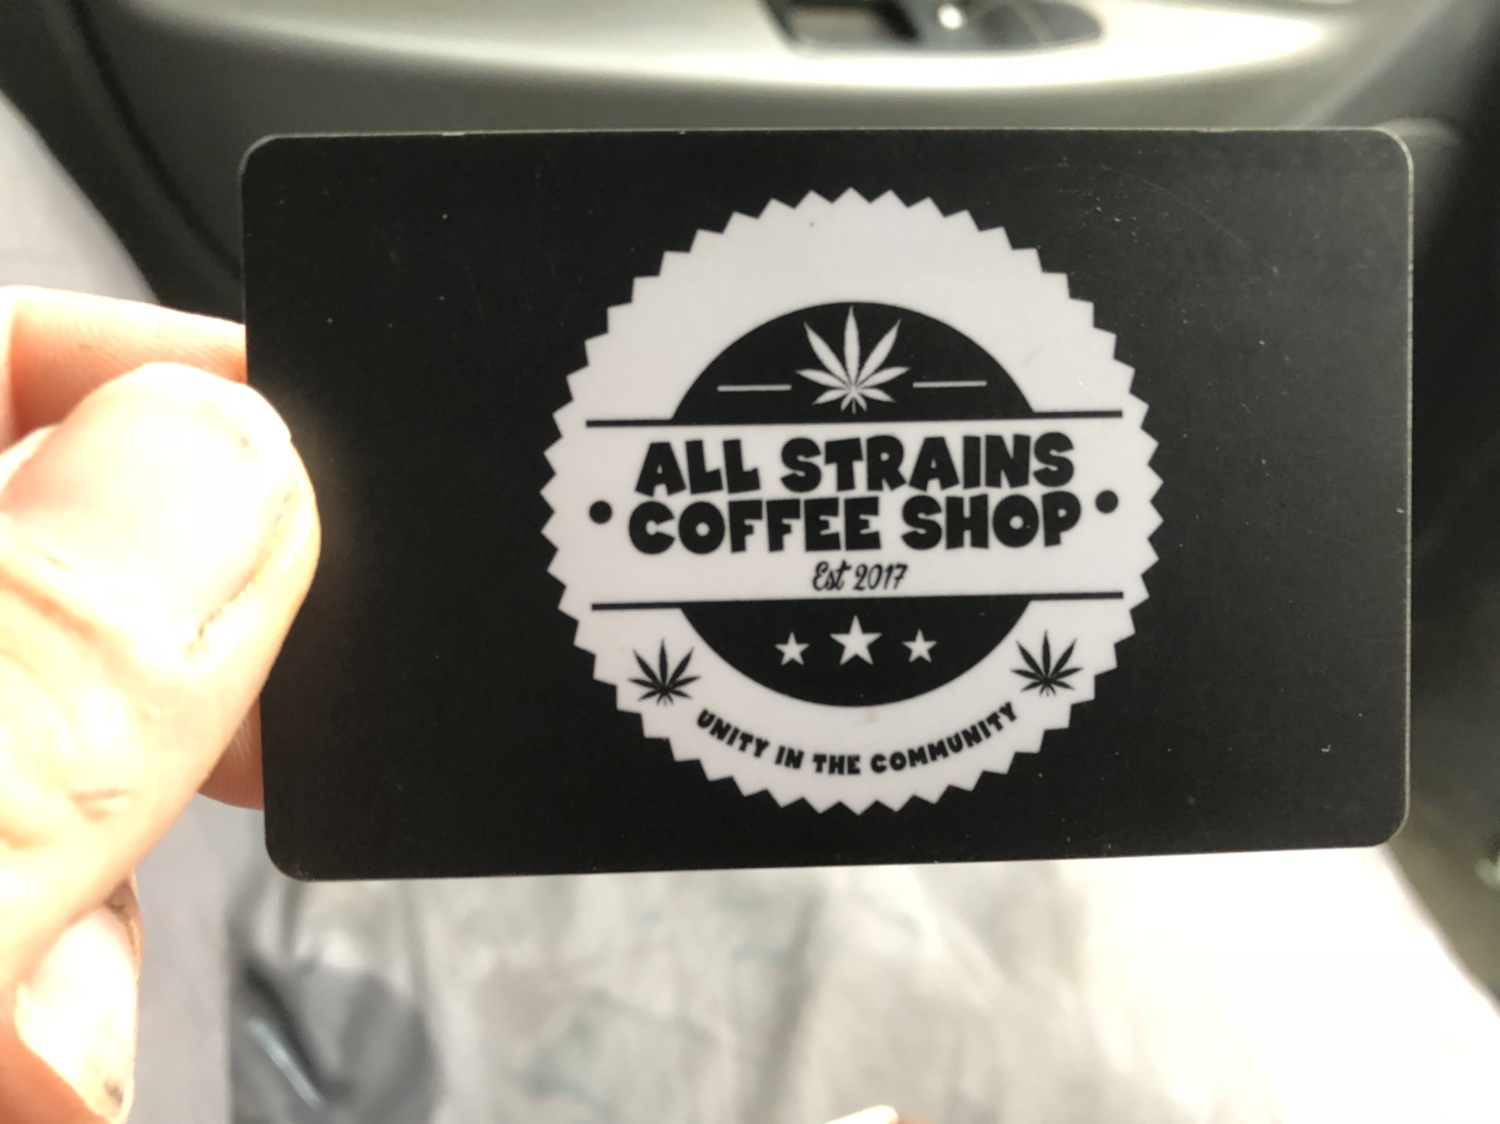 ALL STRAINS
COFFEE SHOP
Est 2017
UNITY IN THE COMMUNITY